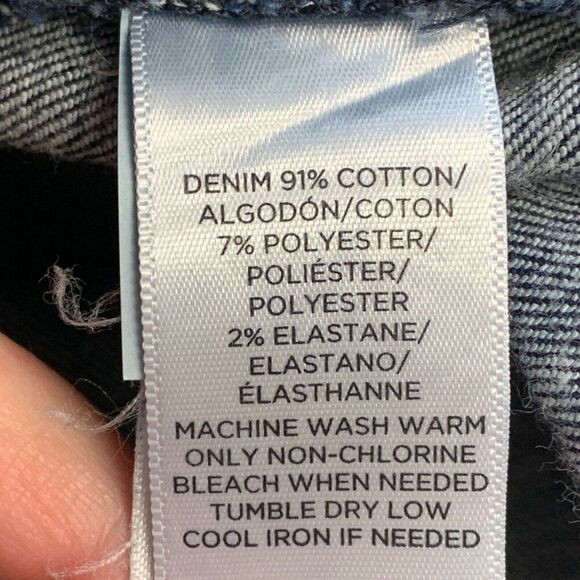 DENIM 91% COTTON/
ALGODÓN/COTON
7% POLYESTER/
POLIÉSTER/
POLYESTER
2% ELASTANE/
ELASTANO/
ÉLASTHANNE
MACHINE WASH WARM
ONLY NON-CHLORINE
BLEACH WHEN NEEDED
TUMBLE DRY LOW
COOL IRON IF NEEDED